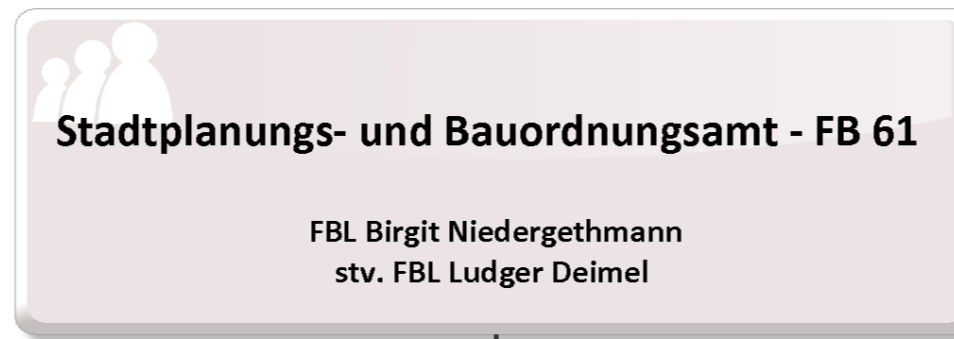 Stadtplanungs- und Bauordnungsamt - FB 61
FBL Birgit Niedergethmann
stv. FBL Ludger Deimel